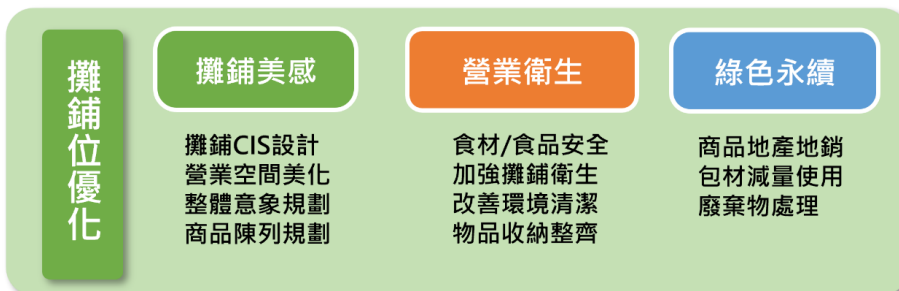 攤鋪位優化
攤鋪美感
攤鋪CIS設計
營業空間美化
整體意象規劃
商品陳列規劃
營業衛生
食材/食品安全
加強攤鋪衛生
改善環境清潔
物品收納整齊
綠色永續
商品地產地銷
包材減量使用
廢棄物處理